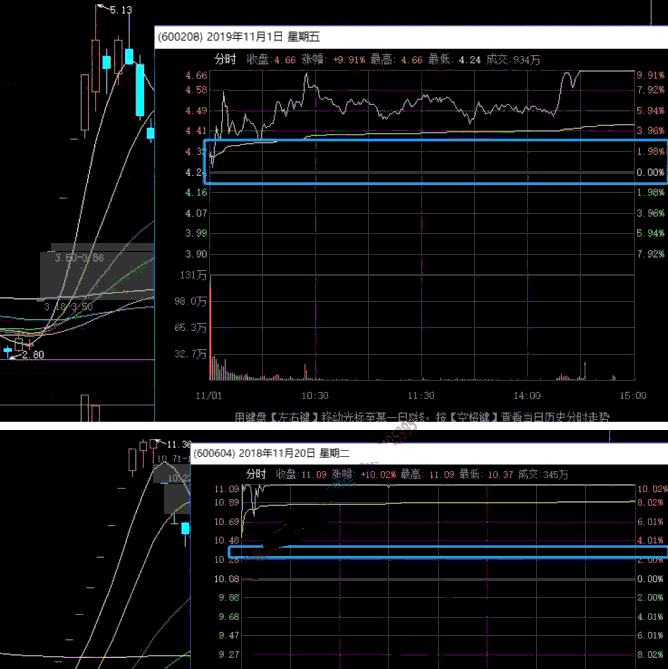 5.13
(600208) 2019年11月1日 星期五
分时 收盘: 4.66 涨幅: +9.91% 最高: 4.66 最低: 4.24 成交: 934万
4.66 9.91%
4.58 7.92%
4.49 5.94%
4.41 3.96%
4.32 1.98%
4.24 0.00%
4.16 1.98%
4.07 3.96%
3.99 5.94%
3.90 7.92%
131万
98.0万
65.3万
32.7万
3.18-3.50
2.80
11/01 10:30 11:30 14:00 15:00
用键盘【左右键】移动光标至某一日K线, 按【空格键】查看当日历史分时走势
11.36
10.71
(600604) 2018年11月20日 星期二
分时 收盘: 11.09 涨幅: +10.02% 最高: 11.09 最低: 10.37 成交: 345万
11.09 10.02%
10.89 8.02%
10.69 6.01%
10.48 4.01%
10.28 2.00%
10.08 0.00%
9.88 2.00%
9.68 4.01%
9.47 6.01%
9.27 8.02%